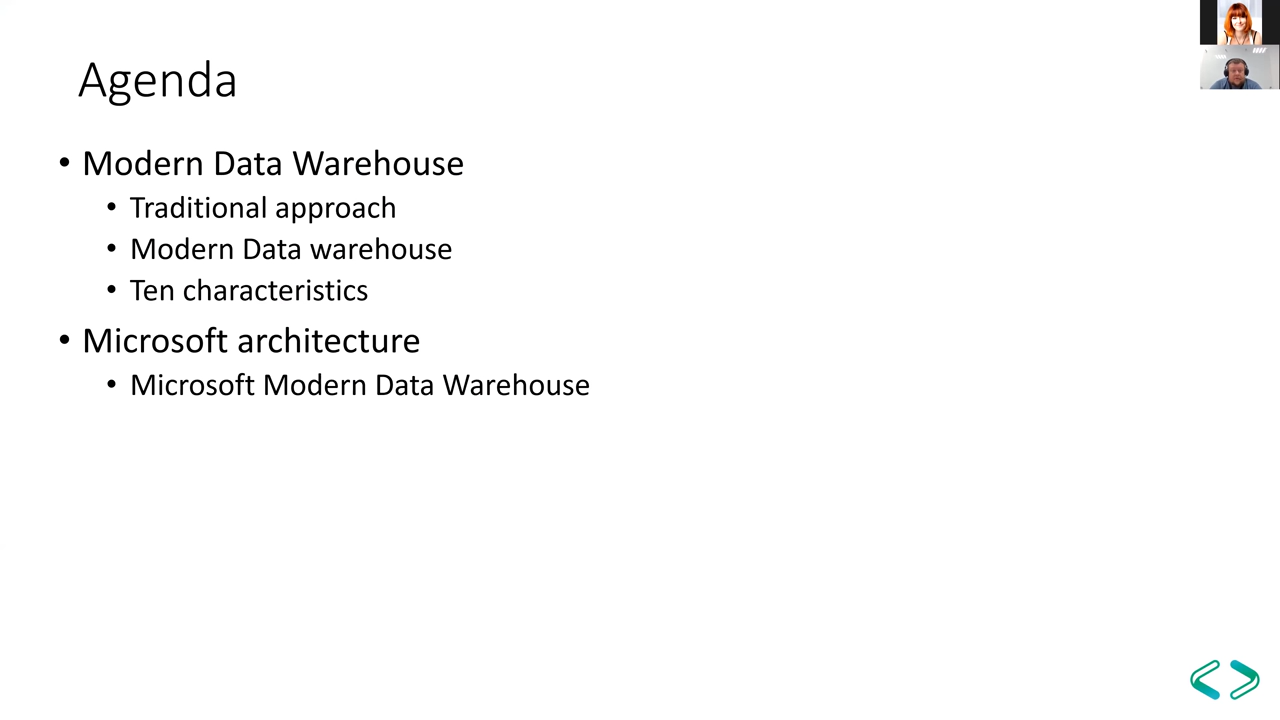 Agenda
• Modern Data Warehouse
• Traditional approach
• Modern Data warehouse
• Ten characteristics
• Microsoft architecture
• Microsoft Modern Data Warehouse